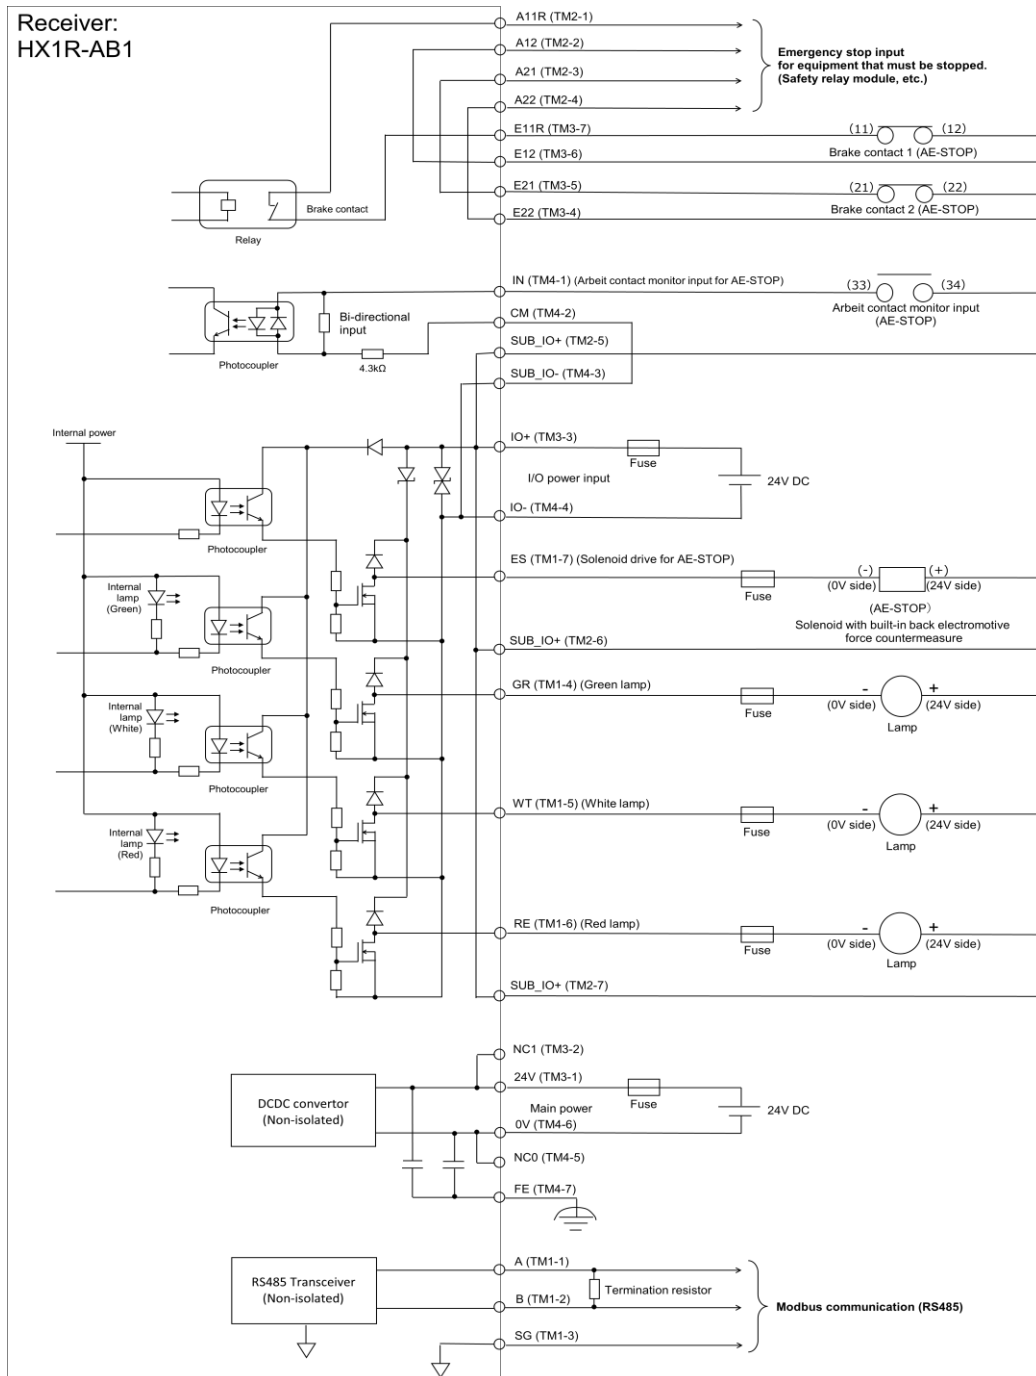 Receiver:
HX1R-AB1
A11R (TM2-1)
A12 (TM2-2)
A21 (TM2-3)
A22 (TM2-4)
Emergency stop input
for equipment that must be stopped.
(Safety relay module, etc.)
E11R (TM3-7)
(11) (12)
Brake contact 1 (AE-STOP)
E12 (TM3-6)
E21 (TM3-5)
(21) (22)
Brake contact 2 (AE-STOP)
E22 (TM3-4)
Brake contact
Relay
IN (TM4-1) (Arbeit contact monitor input for AE-STOP)
(33) (34)
Arbeit contact monitor input
(AE-STOP)
Bi-directional
input
CM (TM4-2)
SUB_IO+ (TM2-5)
Photocoupler
4.3kΩ
SUB_IO- (TM4-3)
Internal power
IO+ (TM3-3)
Fuse
I/O power input
24V DC
IO- (TM4-4)
Photocoupler
ES (TM1-7) (Solenoid drive for AE-STOP)
Fuse
(-) (+)
(0V side) (24V side)
(AE-STOP）
Solenoid with built-in back electromotive
force countermeasure
Internal
lamp
(Green)
Photocoupler
SUB_IO+ (TM2-6)
GR (TM1-4) (Green lamp)
Fuse
- +
(0V side) (24V side)
Lamp
Internal
lamp
(White)
Photocoupler
WT (TM1-5) (White lamp)
Fuse
- +
(0V side) (24V side)
Lamp
Internal
lamp
(Red)
Photocoupler
RE (TM1-6) (Red lamp)
Fuse
- +
(0V side) (24V side)
Lamp
SUB_IO+ (TM2-7)
NC1 (TM3-2)
24V (TM3-1)
Fuse
DCDC convertor
(Non-isolated)
Main power
24V DC
0V (TM4-6)
NC0 (TM4-5)
FE (TM4-7)
RS485 Transceiver
(Non-isolated)
A (TM1-1)
Termination resistor
B (TM1-2)
Modbus communication (RS485)
SG (TM1-3)